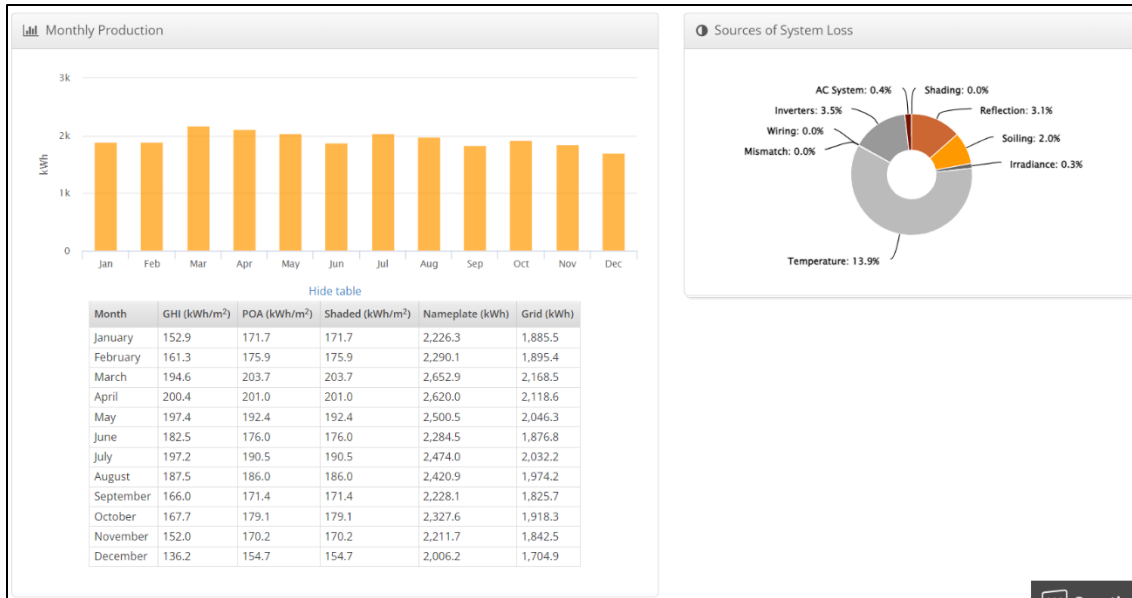 Monthly Production
3k
2k
1k
0
kWh
Jan Feb Mar Apr May Jun Jul Aug Sep Oct Nov Dec
Hide table
Month GHI (kWh/m²) POA (kWh/m²) Shaded (kWh/m²) Nameplate (kWh) Grid (kWh)
January 152.9 171.7 171.7 2,226.3 1,885.5
February 161.3 175.9 175.9 2,290.1 1,895.4
March 194.6 203.7 203.7 2,652.9 2,168.5
April 200.4 201.0 201.0 2,620.0 2,118.6
May 197.4 192.4 192.4 2,500.5 2,046.3
June 182.5 176.0 176.0 2,284.5 1,876.8
July 197.2 190.5 190.5 2,474.0 2,032.2
August 187.5 186.0 186.0 2,420.9 1,974.2
September 166.0 171.4 171.4 2,228.1 1,825.7
October 167.7 179.1 179.1 2,327.6 1,918.3
November 152.0 170.2 170.2 2,211.7 1,842.5
December 136.2 154.7 154.7 2,006.2 1,704.9
Sources of System Loss
AC System: 0.4%
Shading: 0.0%
Inverters: 3.5%
Reflection: 3.1%
Wiring: 0.0%
Soiling: 2.0%
Mismatch: 0.0%
Irradiance: 0.3%
Temperature: 13.9%